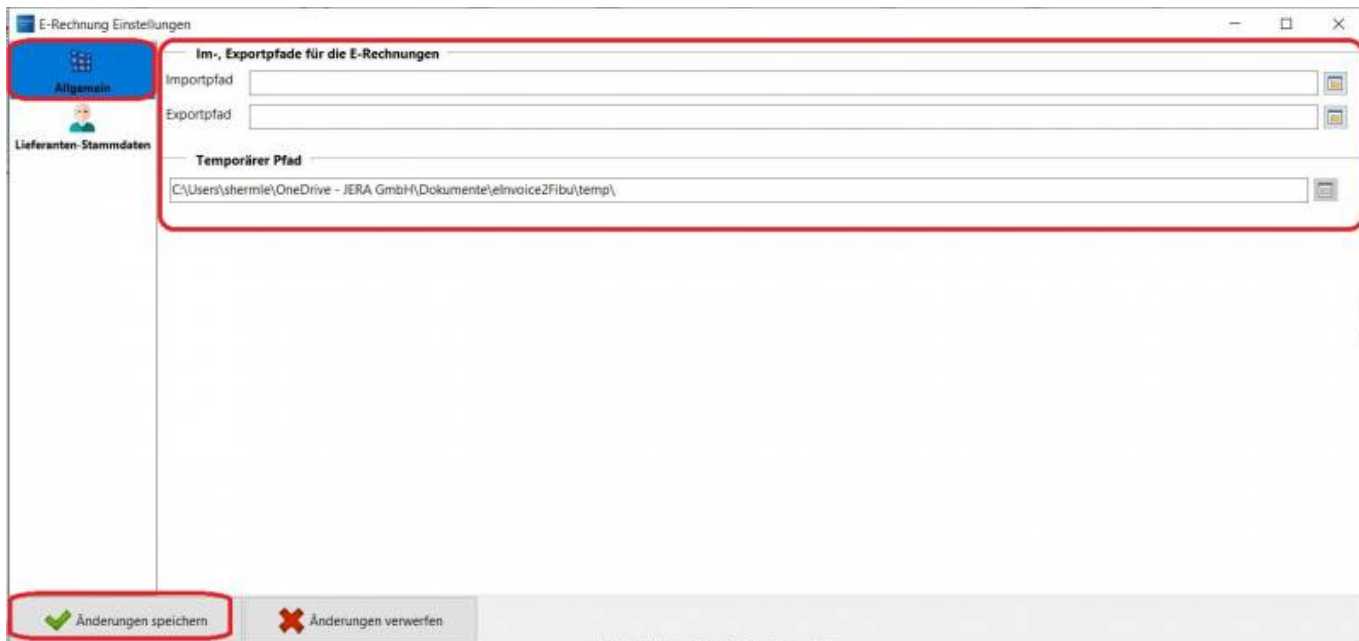 E-Rechnung Einstellungen
Allgemein
Lieferanten-Stammdaten
Im-, Exportpfade für die E-Rechnungen
Importpfad
Exportpfad
Temporärer Pfad
C:\Users\shermle\OneDrive - JERA GmbH\Dokumente\eInvoice2Fibu\temp\
Änderungen speichern
Änderungen verwerfen